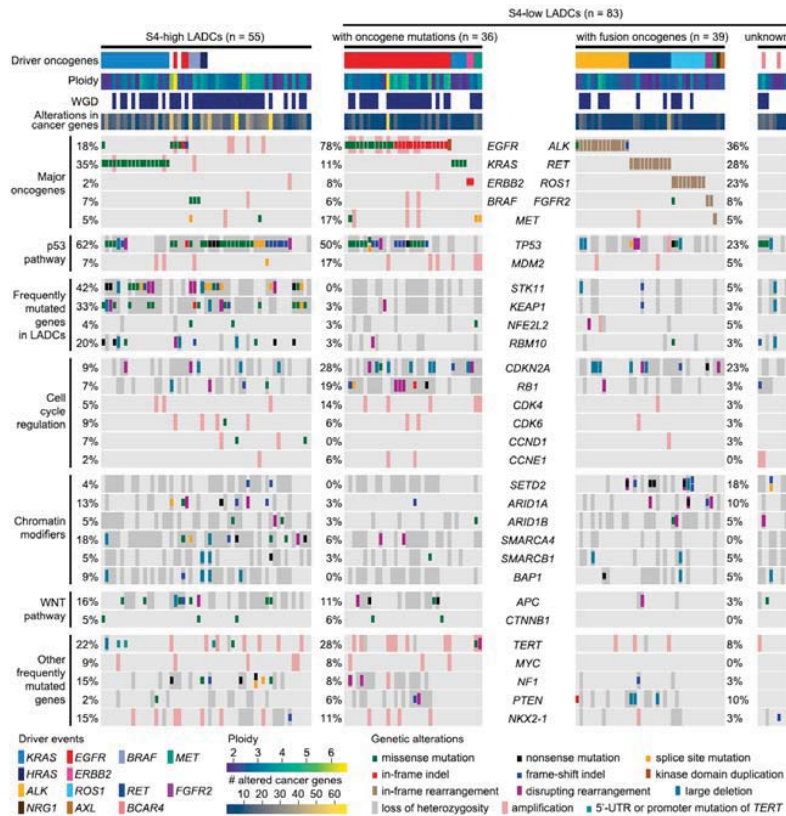 S4-low LADCs (n = 83)
S4-high LADCs (n = 55) with oncogene mutations (n = 36) with fusion oncogenes (n = 39) unknown
Driver oncogenes
Ploidy
WGD
Alterations in
cancer genes
Major
oncogenes
18% 78% EGFR ALK 36%
35% 11% KRAS RET 28%
2% 8% ERBB2 ROS1 23%
7% 6% BRAF FGFR2 8%
5% 17% MET 5%
p53
pathway
62% 50% TP53 23%
7% 17% MDM2 5%
Frequently
mutated
genes
in LADCs
42% 0% STK11 5%
33% 3% KEAP1 3%
4% 3% NFE2L2 5%
20% 3% RBM10 3%
Cell
cycle
regulation
9% 28% CDKN2A 23%
7% 19% RB1 3%
5% 14% CDK4 3%
9% 6% CDK6 3%
7% 0% CCND1 3%
2% 6% CCNE1 0%
Chromatin
modifiers
4% 0% SETD2 18%
13% 3% ARID1A 10%
5% 3% ARID1B 5%
18% 6% SMARCA4 0%
5% 3% SMARCB1 5%
9% 0% BAP1 5%
WNT
pathway
16% 11% APC 3%
5% 6% CTNNB1 0%
Other
frequently
mutated
genes
22% 28% TERT 8%
9% 8% MYC 0%
15% 8% NF1 3%
2% 6% PTEN 10%
15% 11% NKX2-1 3%
Driver events
KRAS EGFR BRAF MET
HRAS ERBB2
ALK ROS1 RET FGFR2
NRG1 AXL BCAR4
Ploidy
2 3 4 5 6
# altered cancer genes
10 20 30 40 50 60
Genetic alterations
missense mutation nonsense mutation splice site mutation
in-frame indel frame-shift indel kinase domain duplication
in-frame rearrangement disrupting rearrangement large deletion
loss of heterozygosity amplification 5′-UTR or promoter mutation of TERT